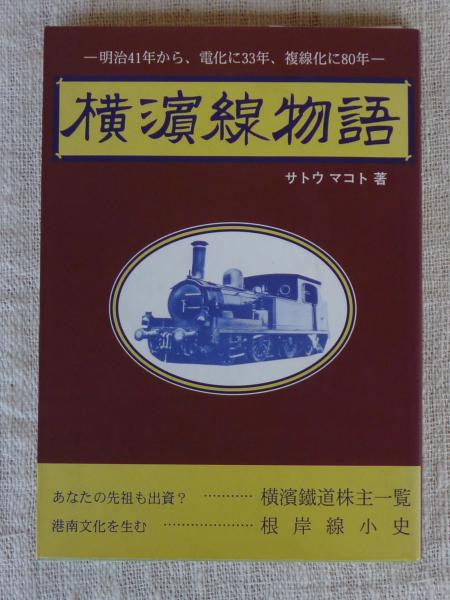 ―明治41年から、電化に33年、複線化に80年―
横濱線物語
サトウ マコト 著
あなたの先祖も出資？ ………… 横濱鐵道株主一覧
港南文化を生む ………………… 根岸線小史